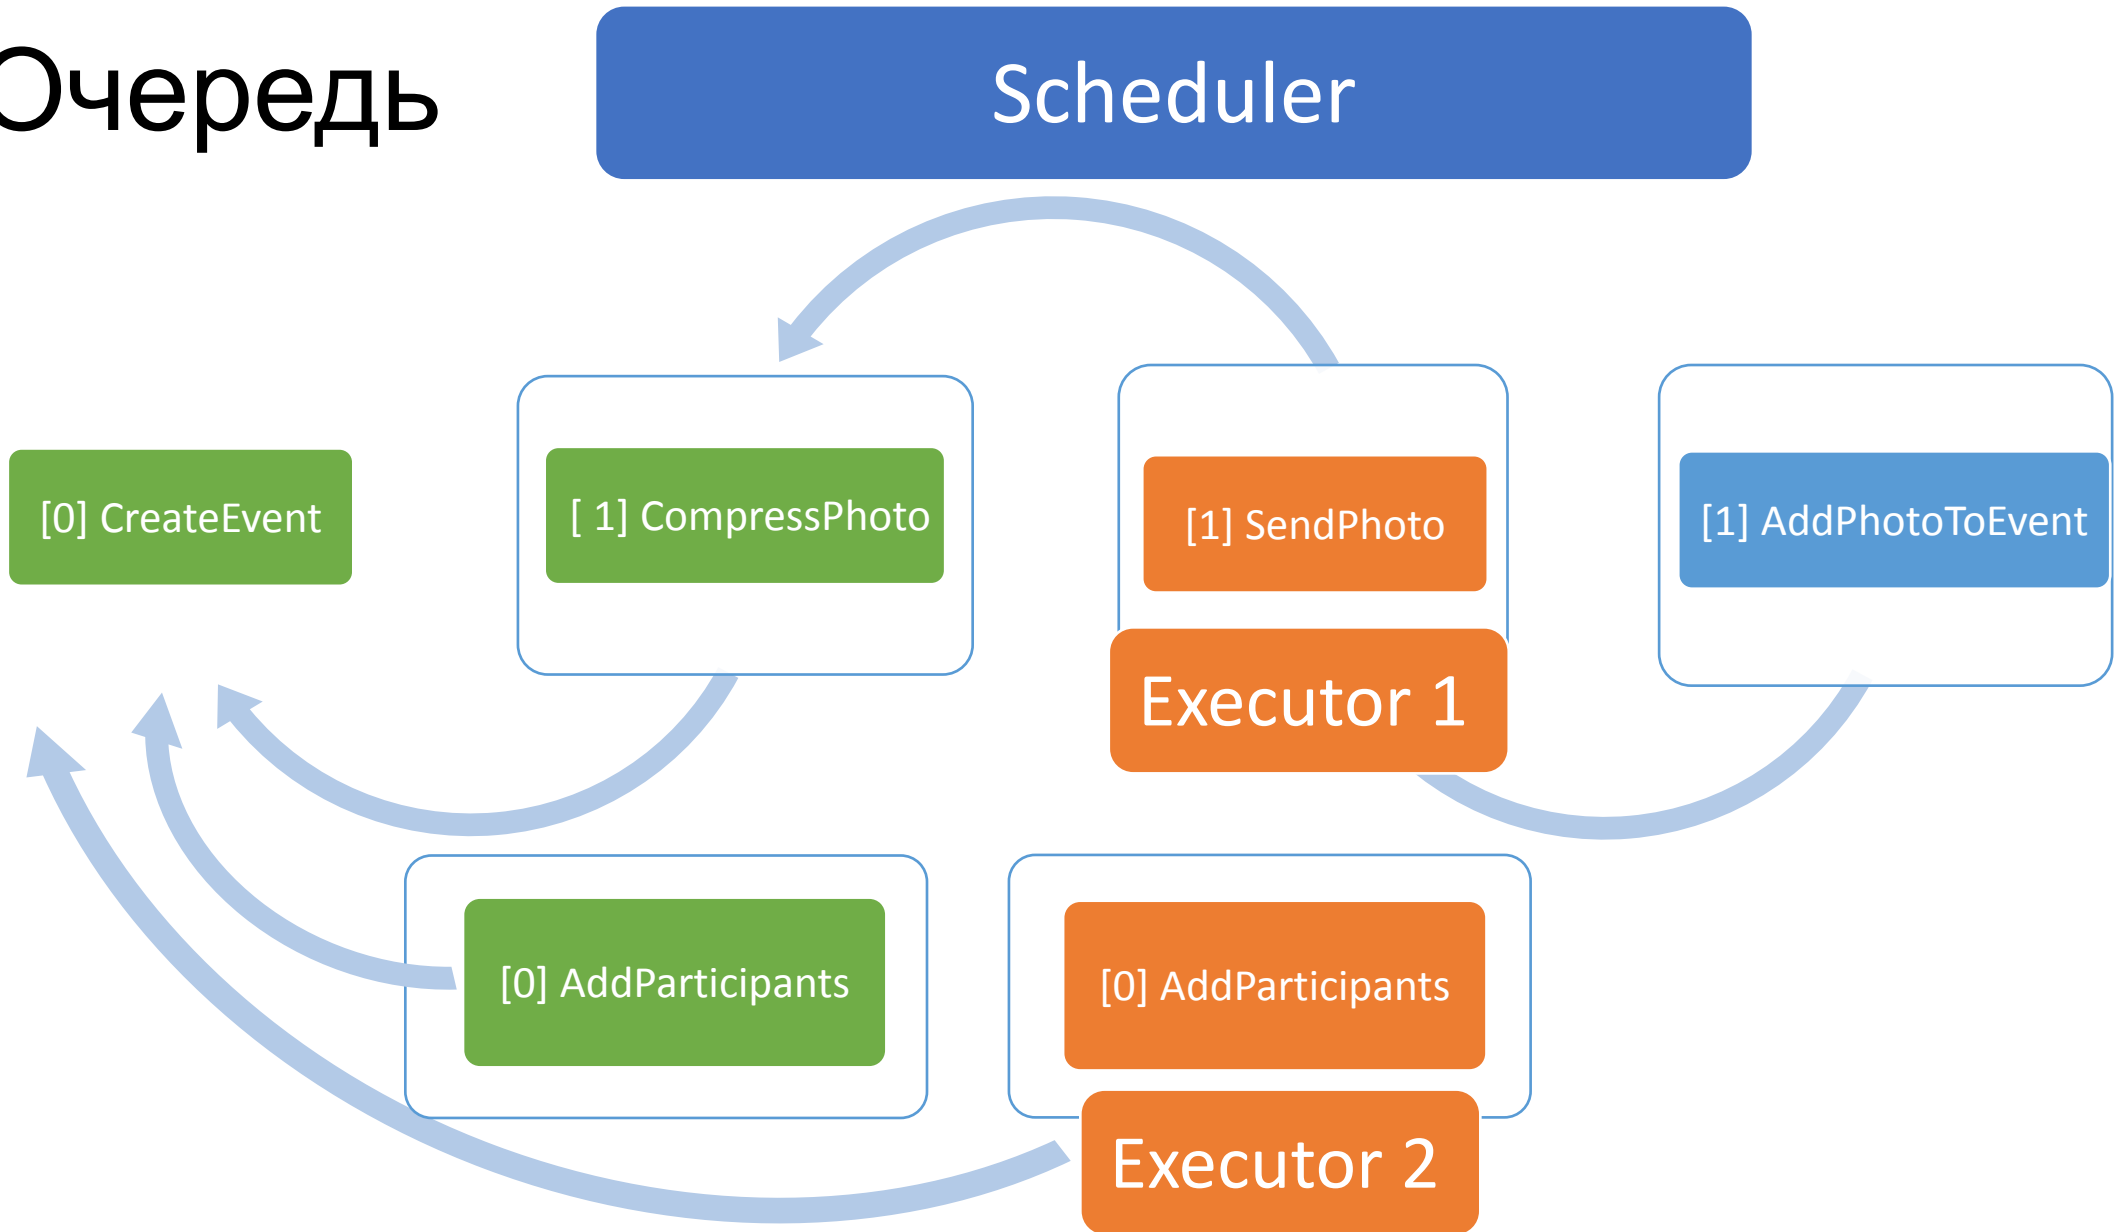 Очередь
Scheduler
[0] CreateEvent
[ 1] CompressPhoto
[1] SendPhoto
[1] AddPhotoToEvent
Executor 1
[0] AddParticipants
[0] AddParticipants
Executor 2